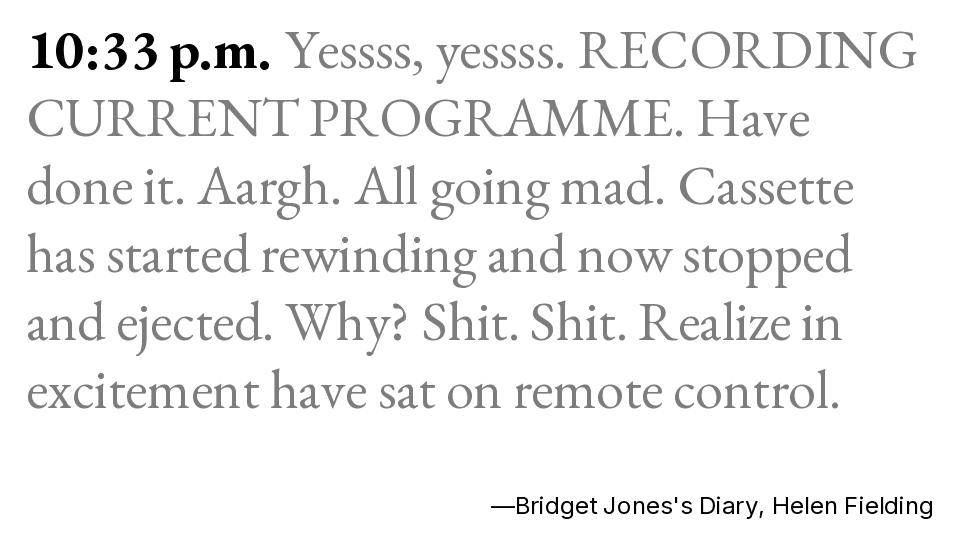 10:33 p.m. Yessss, yessss. RECORDING
CURRENT PROGRAMME. Have
done it. Aargh. All going mad. Cassette
has started rewinding and now stopped
and ejected. Why? Shit. Shit. Realize in
excitement have sat on remote control.
—Bridget Jones's Diary, Helen Fielding